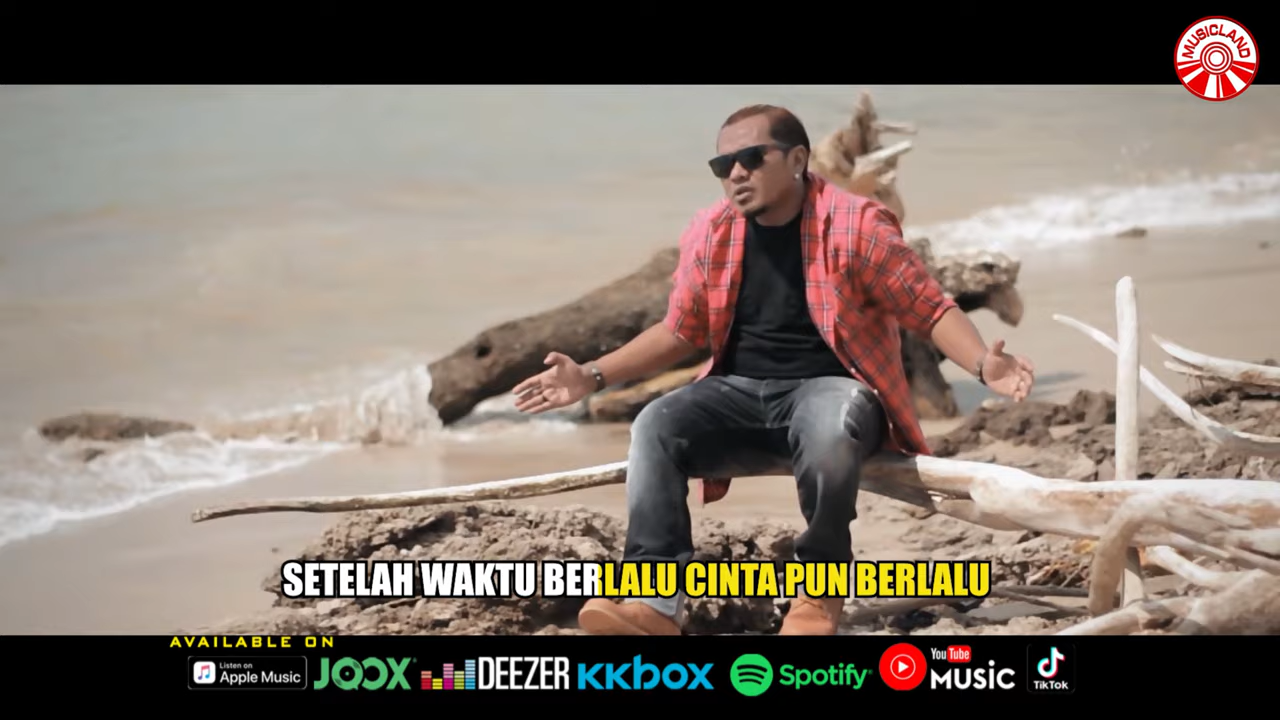 MUSICLAND
SETELAH WAKTU BERLALU CINTA PUN BERLALU
AVAILABLE ON
Listen on
Apple Music
JOOX
DEEZER
KKBOX
Spotify
YouTube
MUSIC
TikTok